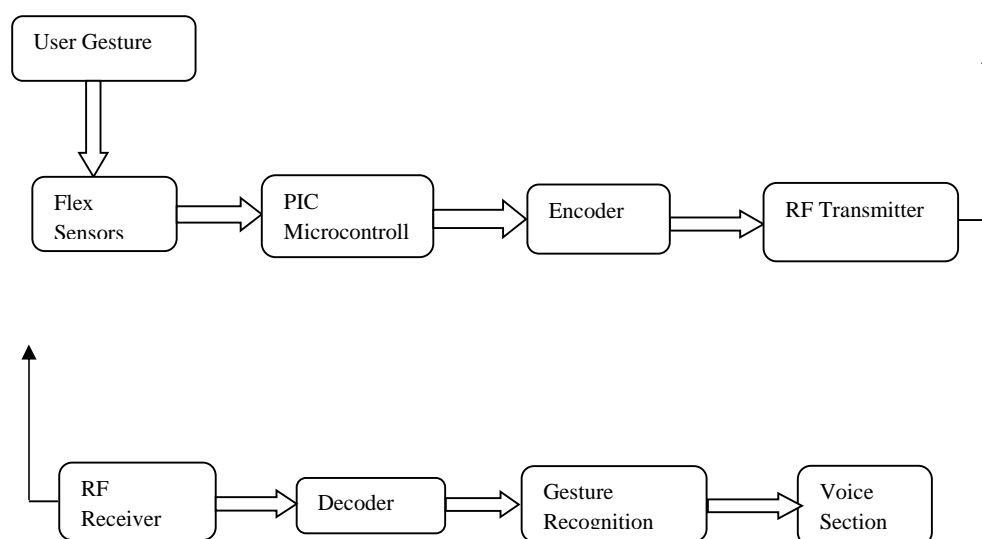 User Gesture
Flex
Sensors
PIC
Microcontroll
Encoder
RF Transmitter
RF
Receiver
Decoder
Gesture
Recognition
Voice
Section